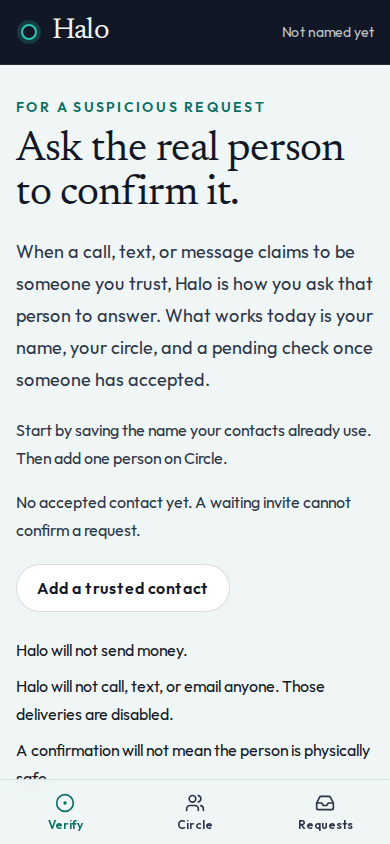 Halo
Not named yet
FOR A SUSPICIOUS REQUEST
Ask the real person
to confirm it.
When a call, text, or message claims to be
someone you trust, Halo is how you ask that
person to answer. What works today is your
name, your circle, and a pending check once
someone has accepted.
Start by saving the name your contacts already use.
Then add one person on Circle.
No accepted contact yet. A waiting invite cannot
confirm a request.
Add a trusted contact
Halo will not send money.
Halo will not call, text, or email anyone. Those
deliveries are disabled.
A confirmation will not mean the person is physically
safe.
Verify
Circle
Requests